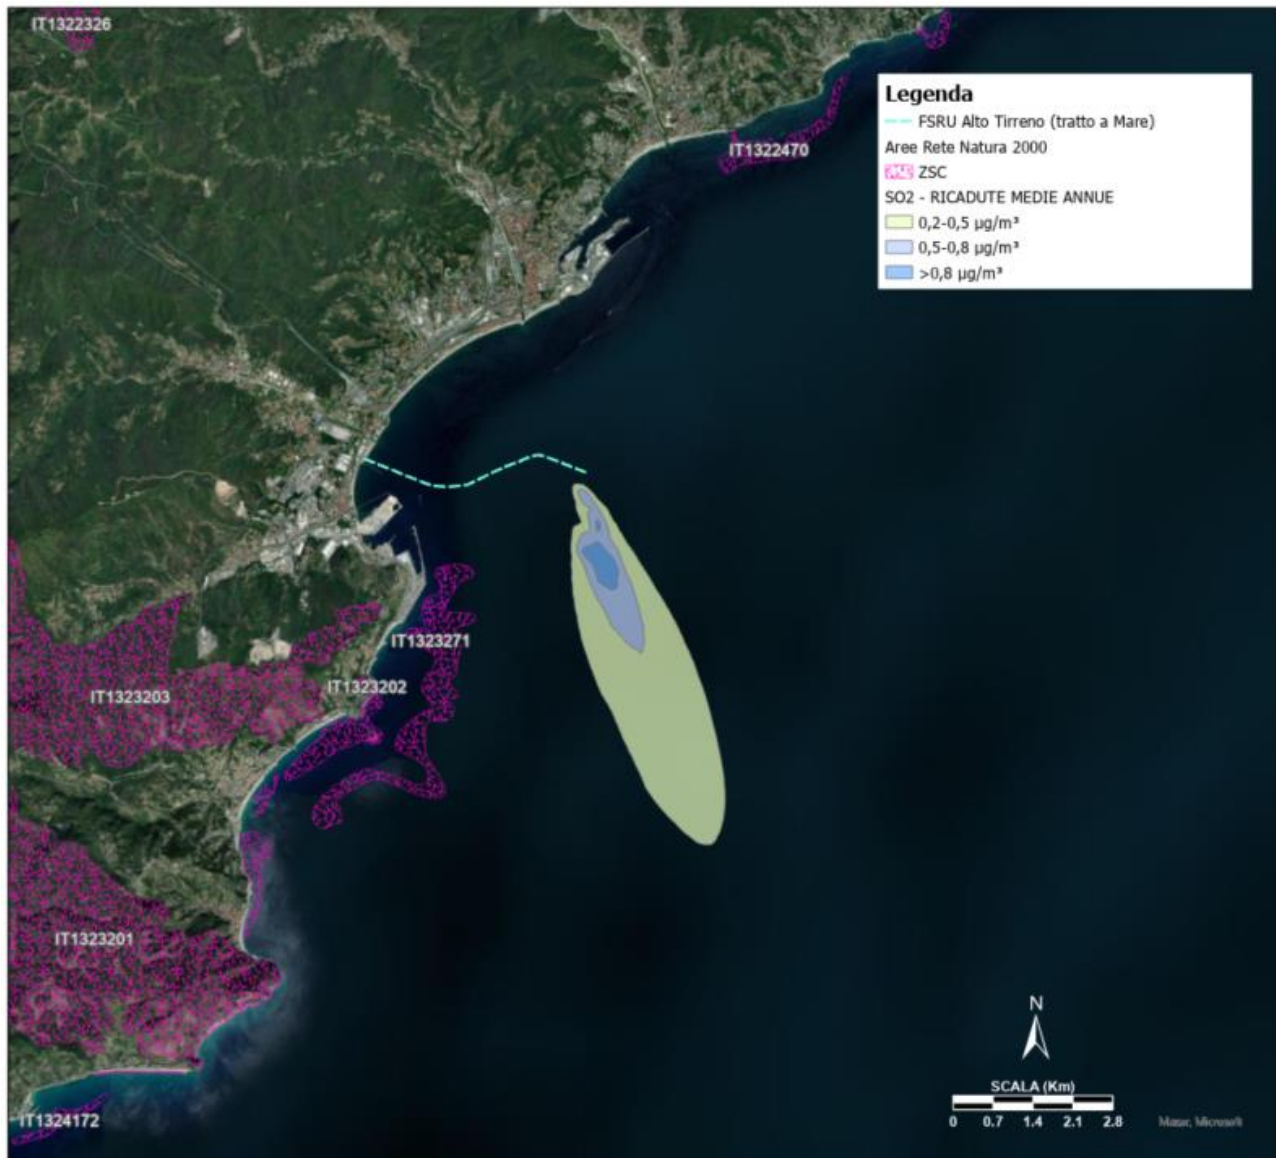 IT1322326
Legenda
FSRU Alto Tirreno (tratto a Mare)
Aree Rete Natura 2000
ZSC
SO2 - RICADUTE MEDIE ANNUE
0,2-0,5 µg/m³
0,5-0,8 µg/m³
>0,8 µg/m³
IT1322470
IT1323271
IT1323202
IT1323203
IT1323201
IT1324172
N
SCALA (Km)
0 0.7 1.4 2.1 2.8
Maxar, Microsoft